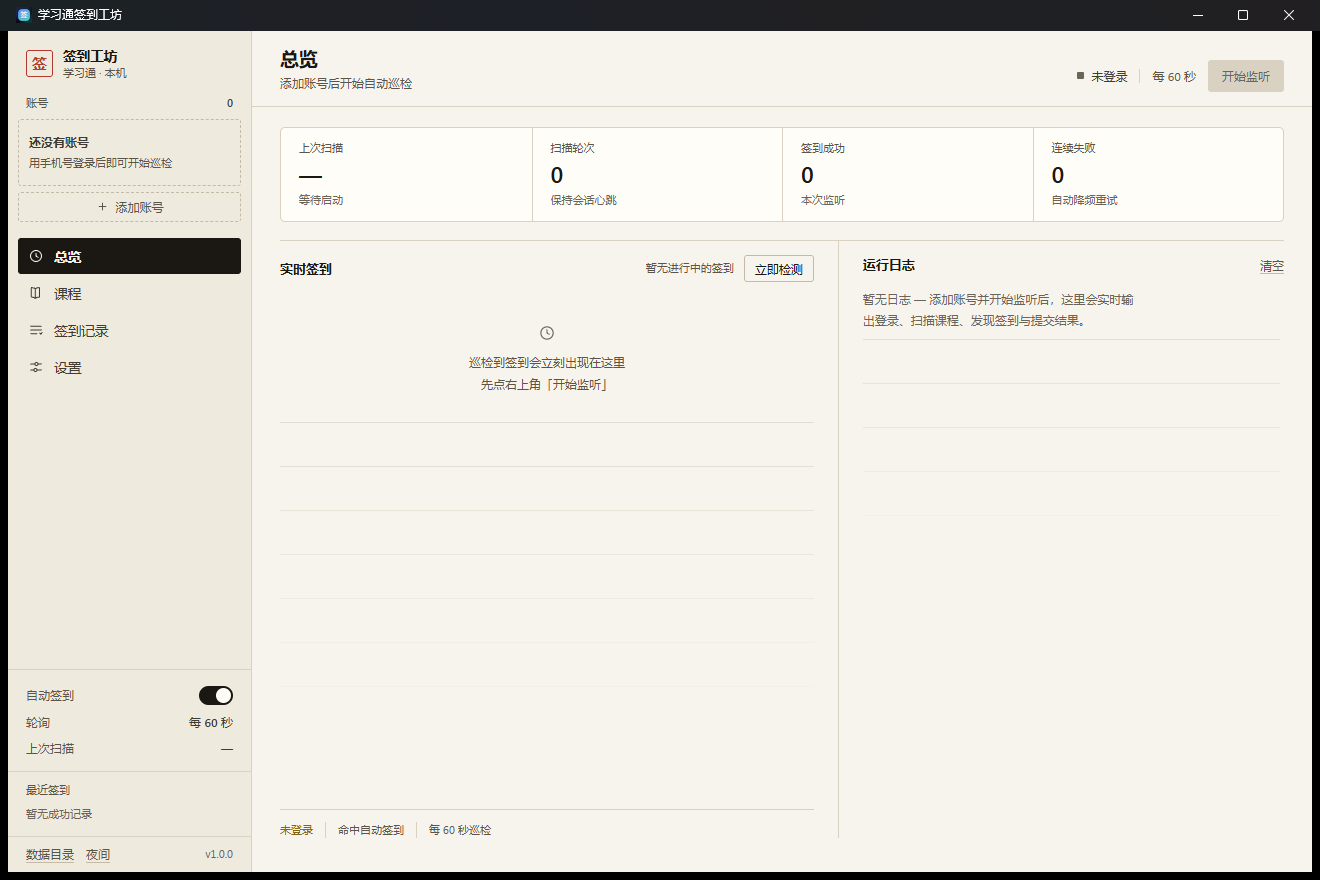 签 学习通签到工坊
签 签到工坊
学习通 · 本机
账号 0
还没有账号
用手机号登录后即可开始巡检
+ 添加账号
总览
课程
签到记录
设置
自动签到
轮询 每 60 秒
上次扫描 —
最近签到
暂无成功记录
数据目录 夜间 v1.0.0
总览
添加账号后开始自动巡检
未登录 每 60 秒 开始监听
上次扫描
—
等待启动
扫描轮次
0
保持会话心跳
签到成功
0
本次监听
连续失败
0
自动降频重试
实时签到 暂无进行中的签到 立即检测
巡检到签到会立刻出现在这里
先点右上角「开始监听」
未登录 命中自动签到 每 60 秒巡检
运行日志 清空
暂无日志 — 添加账号并开始监听后，这里会实时输
出登录、扫描课程、发现签到与提交结果。